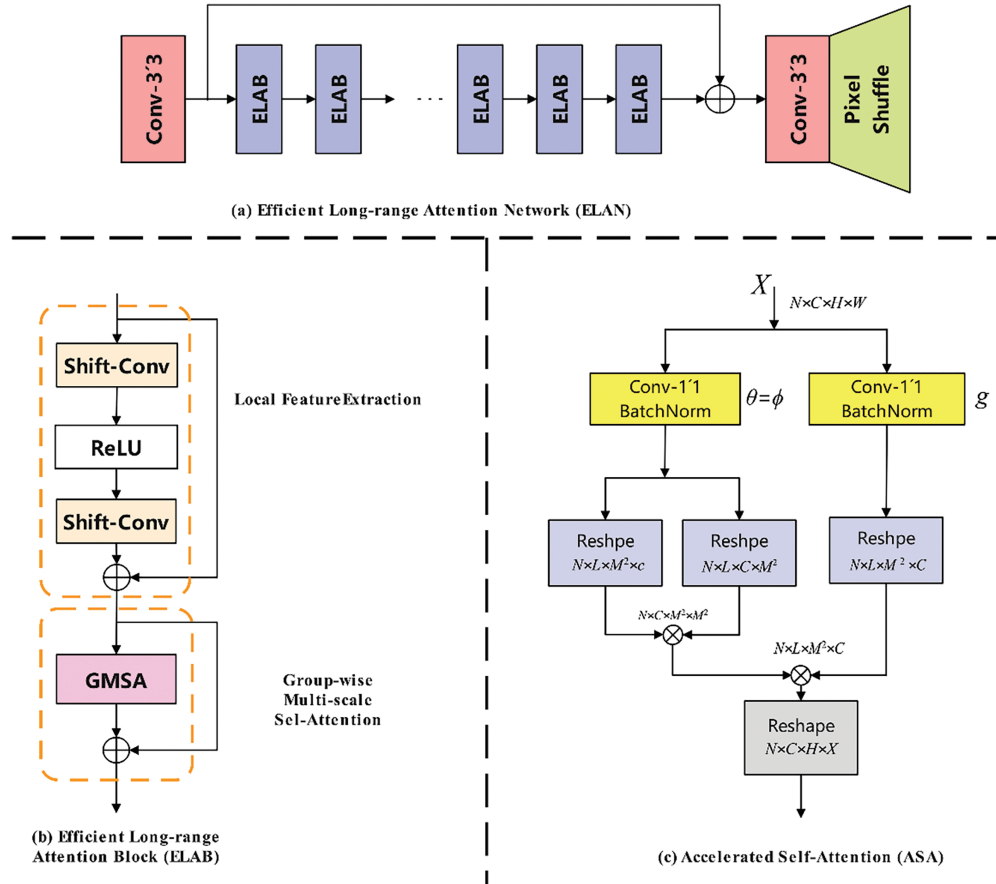 Conv-3´3
ELAB
ELAB
...
ELAB
ELAB
ELAB
Conv-3´3
Pixel
Shuffle
(a) Efficient Long-range Attention Network (ELAN)
Shift-Conv
ReLU
Shift-Conv
Local FeatureExtraction
GMSA
Group-wise
Multi-scale
Sel-Attention
(b) Efficient Long-range
Attention Block (ELAB)
X
N×C×H×W
Conv-1´1
BatchNorm
θ=ϕ
Conv-1´1
BatchNorm
g
Reshpe
N×L×M²×c
Reshpe
N×L×C×M²
Reshpe
N×L×M²×C
N×C×M²×M²
N×L×M²×C
Reshape
N×C×H×X
(c) Accelerated Self-Attention (ASA)